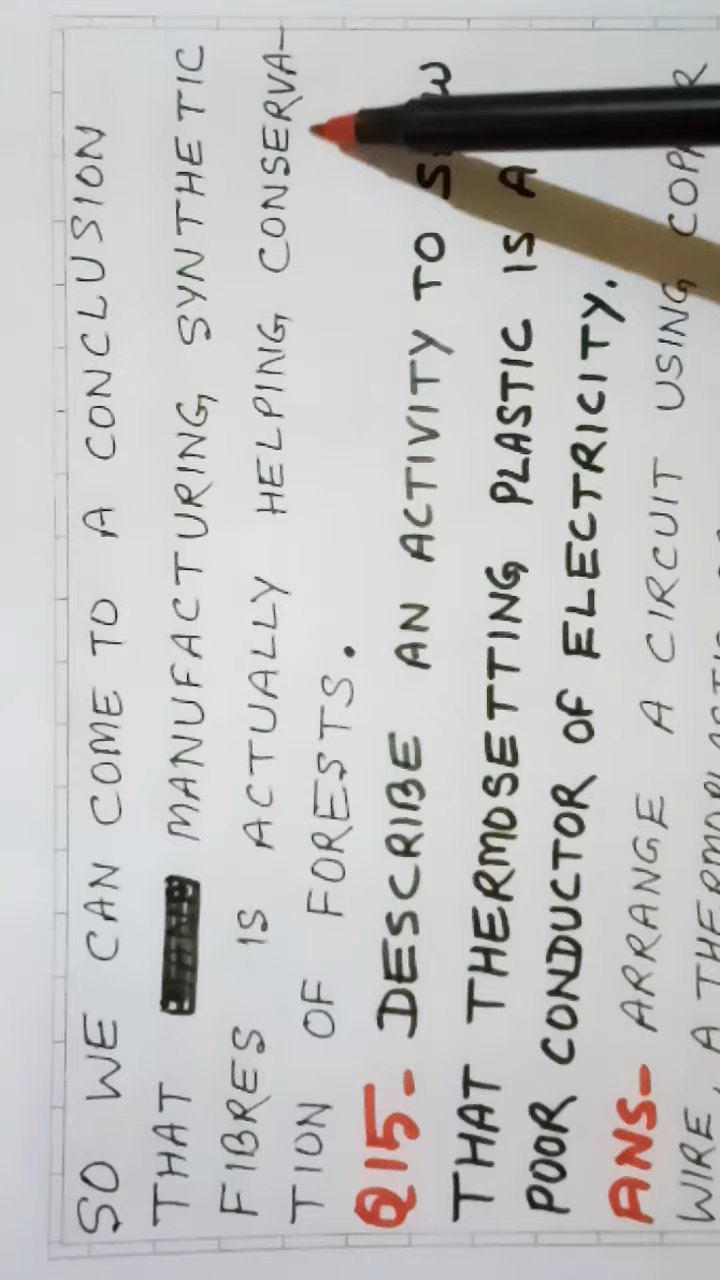 SO WE CAN COME TO A CONCLUSION
THAT MANUFACTURING SYNTHETIC
FIBRES IS ACTUALLY HELPING CONSERVA-
TION OF FORESTS.
Q15- DESCRIBE AN ACTIVITY TO
THAT THERMOSETTING PLASTIC IS A
POOR CONDUCTOR OF ELECTRICITY.
ANS- ARRANGE A CIRCUIT USING
WIRE, A